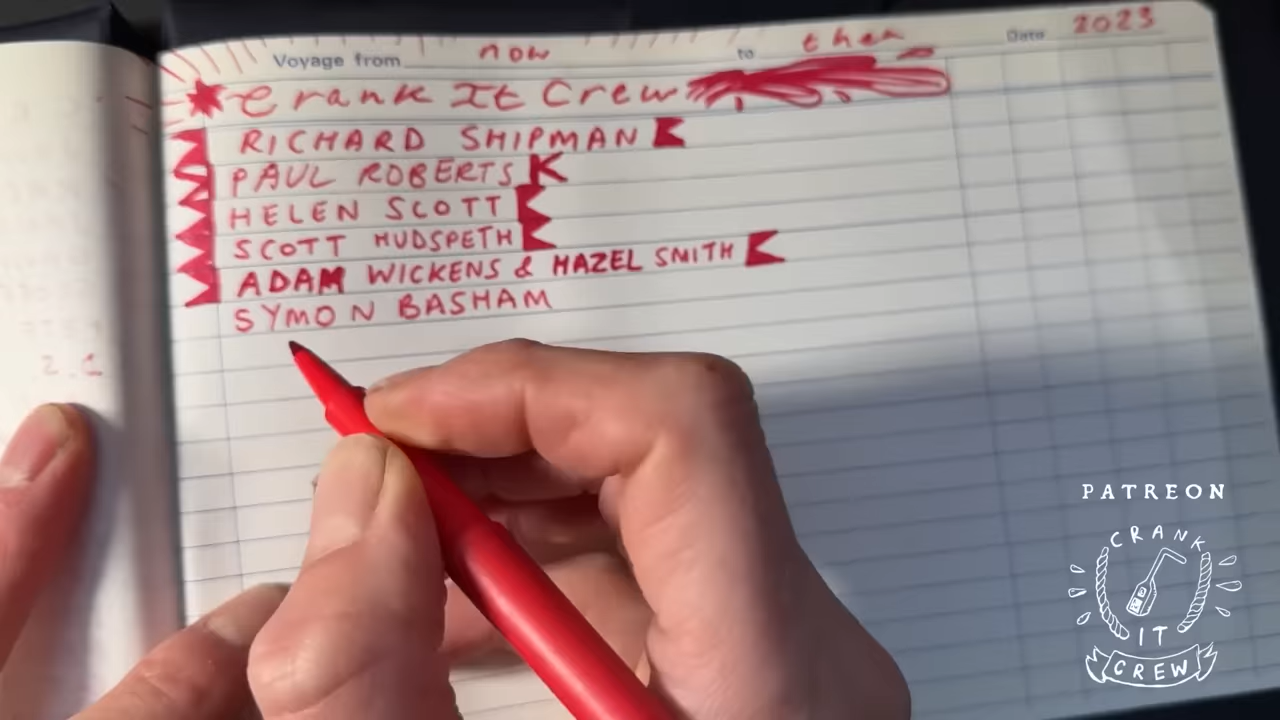 Voyage from now to then Date 2023
Crank It Crew
RICHARD SHIPMAN
PAUL ROBERTS
HELEN SCOTT
SCOTT HUDSPETH
ADAM WICKENS & HAZEL SMITH
SYMON BASHAM
PATREON
CRANK
IT
CREW